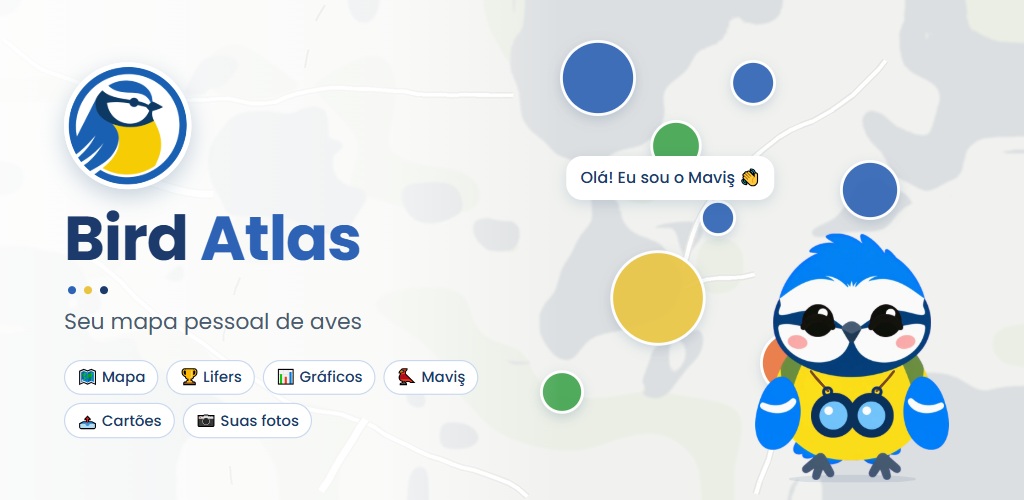 Bird Atlas
Seu mapa pessoal de aves
Mapa
Lifers
Gráficos
Maviş
Cartões
Suas fotos
Olá! Eu sou o Maviş 👏